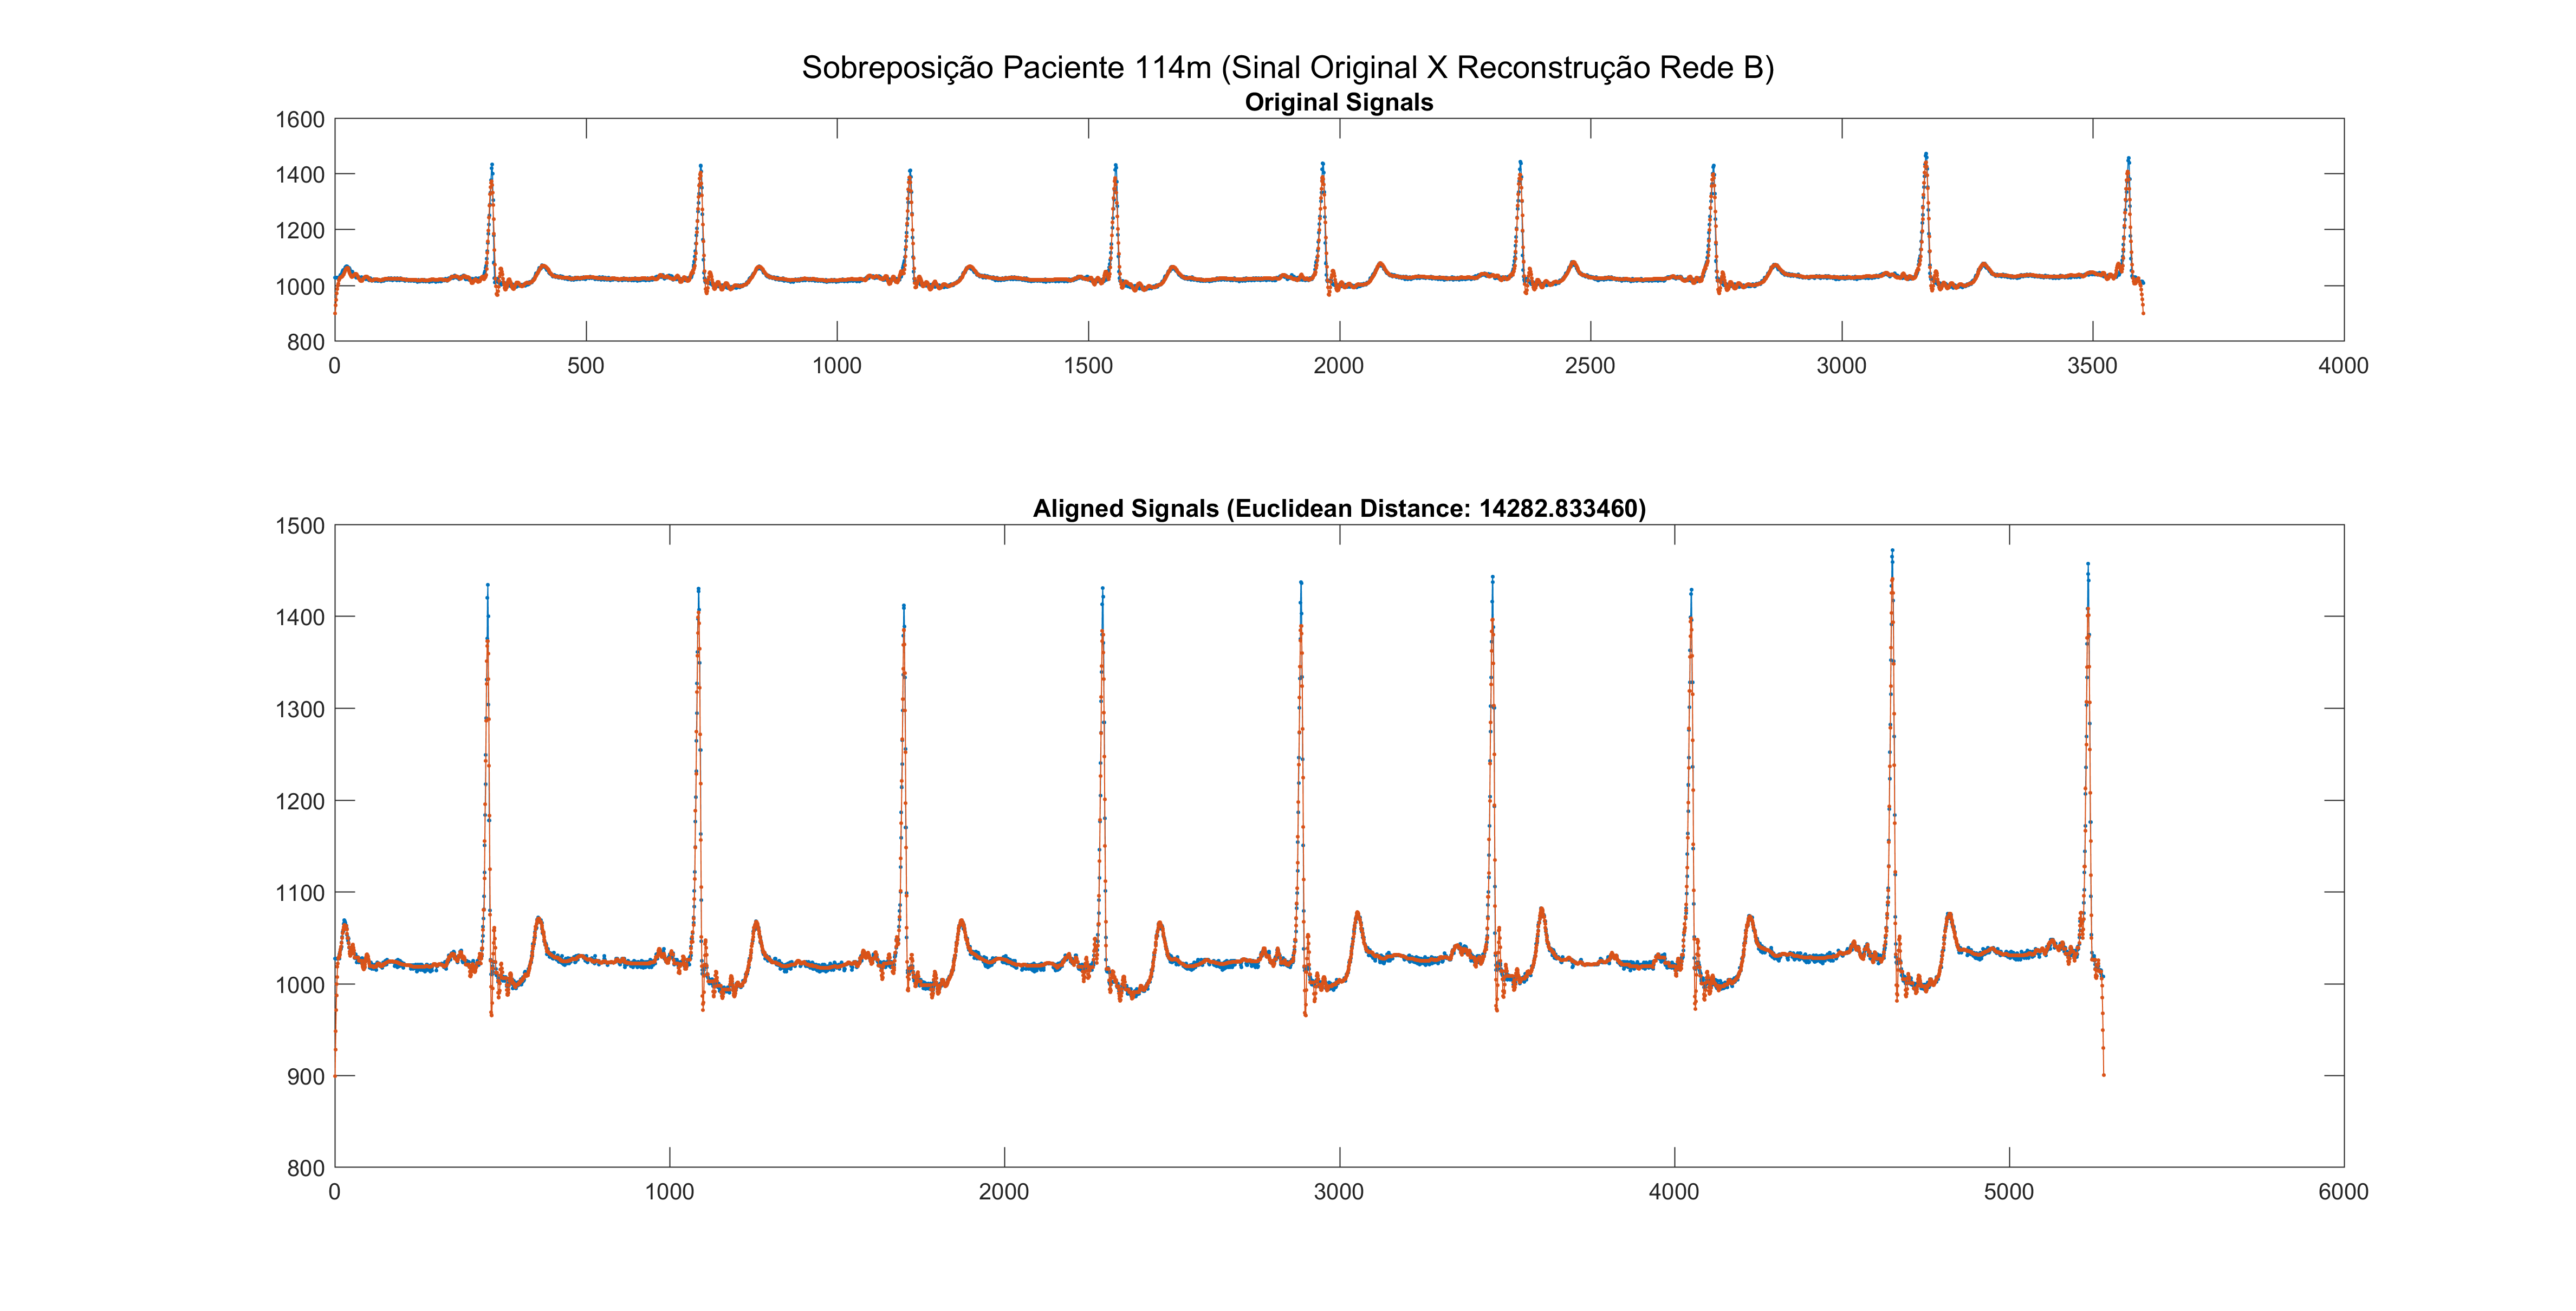 Sobreposição Paciente 114m (Sinal Original X Reconstrução Rede B)
Original Signals
1600
1400
1200
1000
800
0 500 1000 1500 2000 2500 3000 3500 4000
Aligned Signals (Euclidean Distance: 14282.833460)
1500
1400
1300
1200
1100
1000
900
800
0 1000 2000 3000 4000 5000 6000